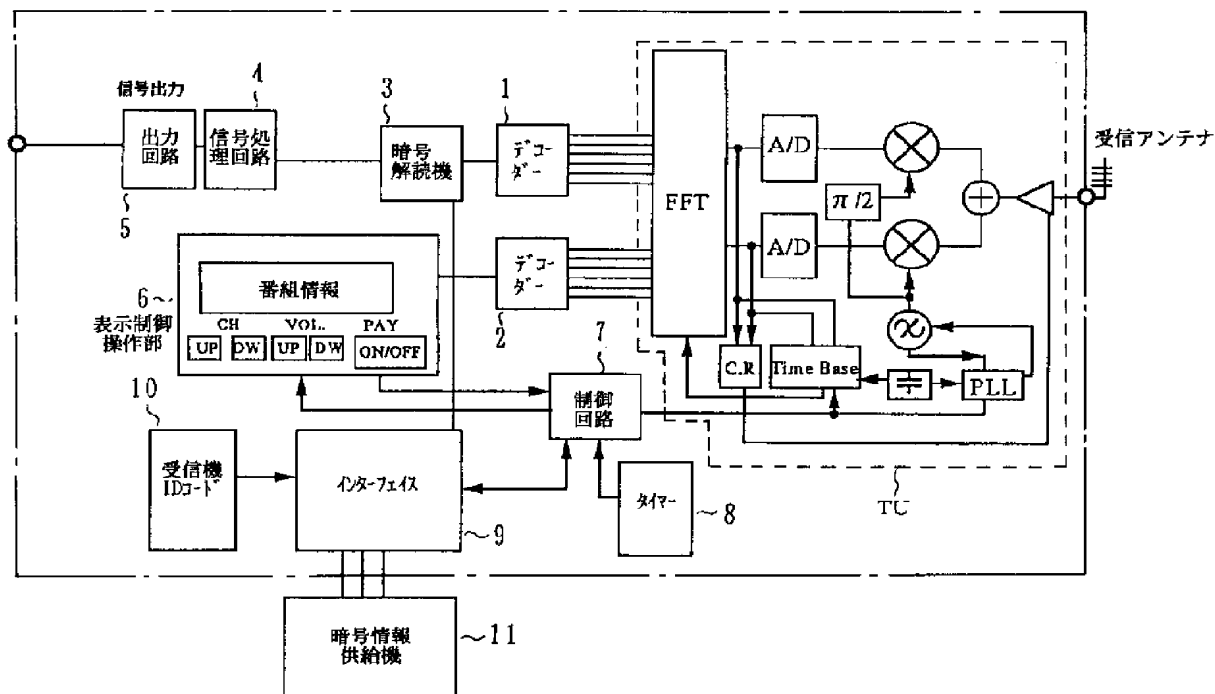 信号出力
4
出力
回路
信号処
理回路
5
3
暗号
解読機
1
デコー
ダー
FFT
A/D
π/2
A/D
受信アンテナ
デコー
ダー
2
6
表示制御
操作部
番組情報
CH
VOL.
PAY
UP
DW
UP
DW
ON/OFF
7
制御
回路
C.R
Time Base
PLL
TU
10
受信機
IDコード
インターフェイス
9
タイマー
8
暗号情報
供給機
11